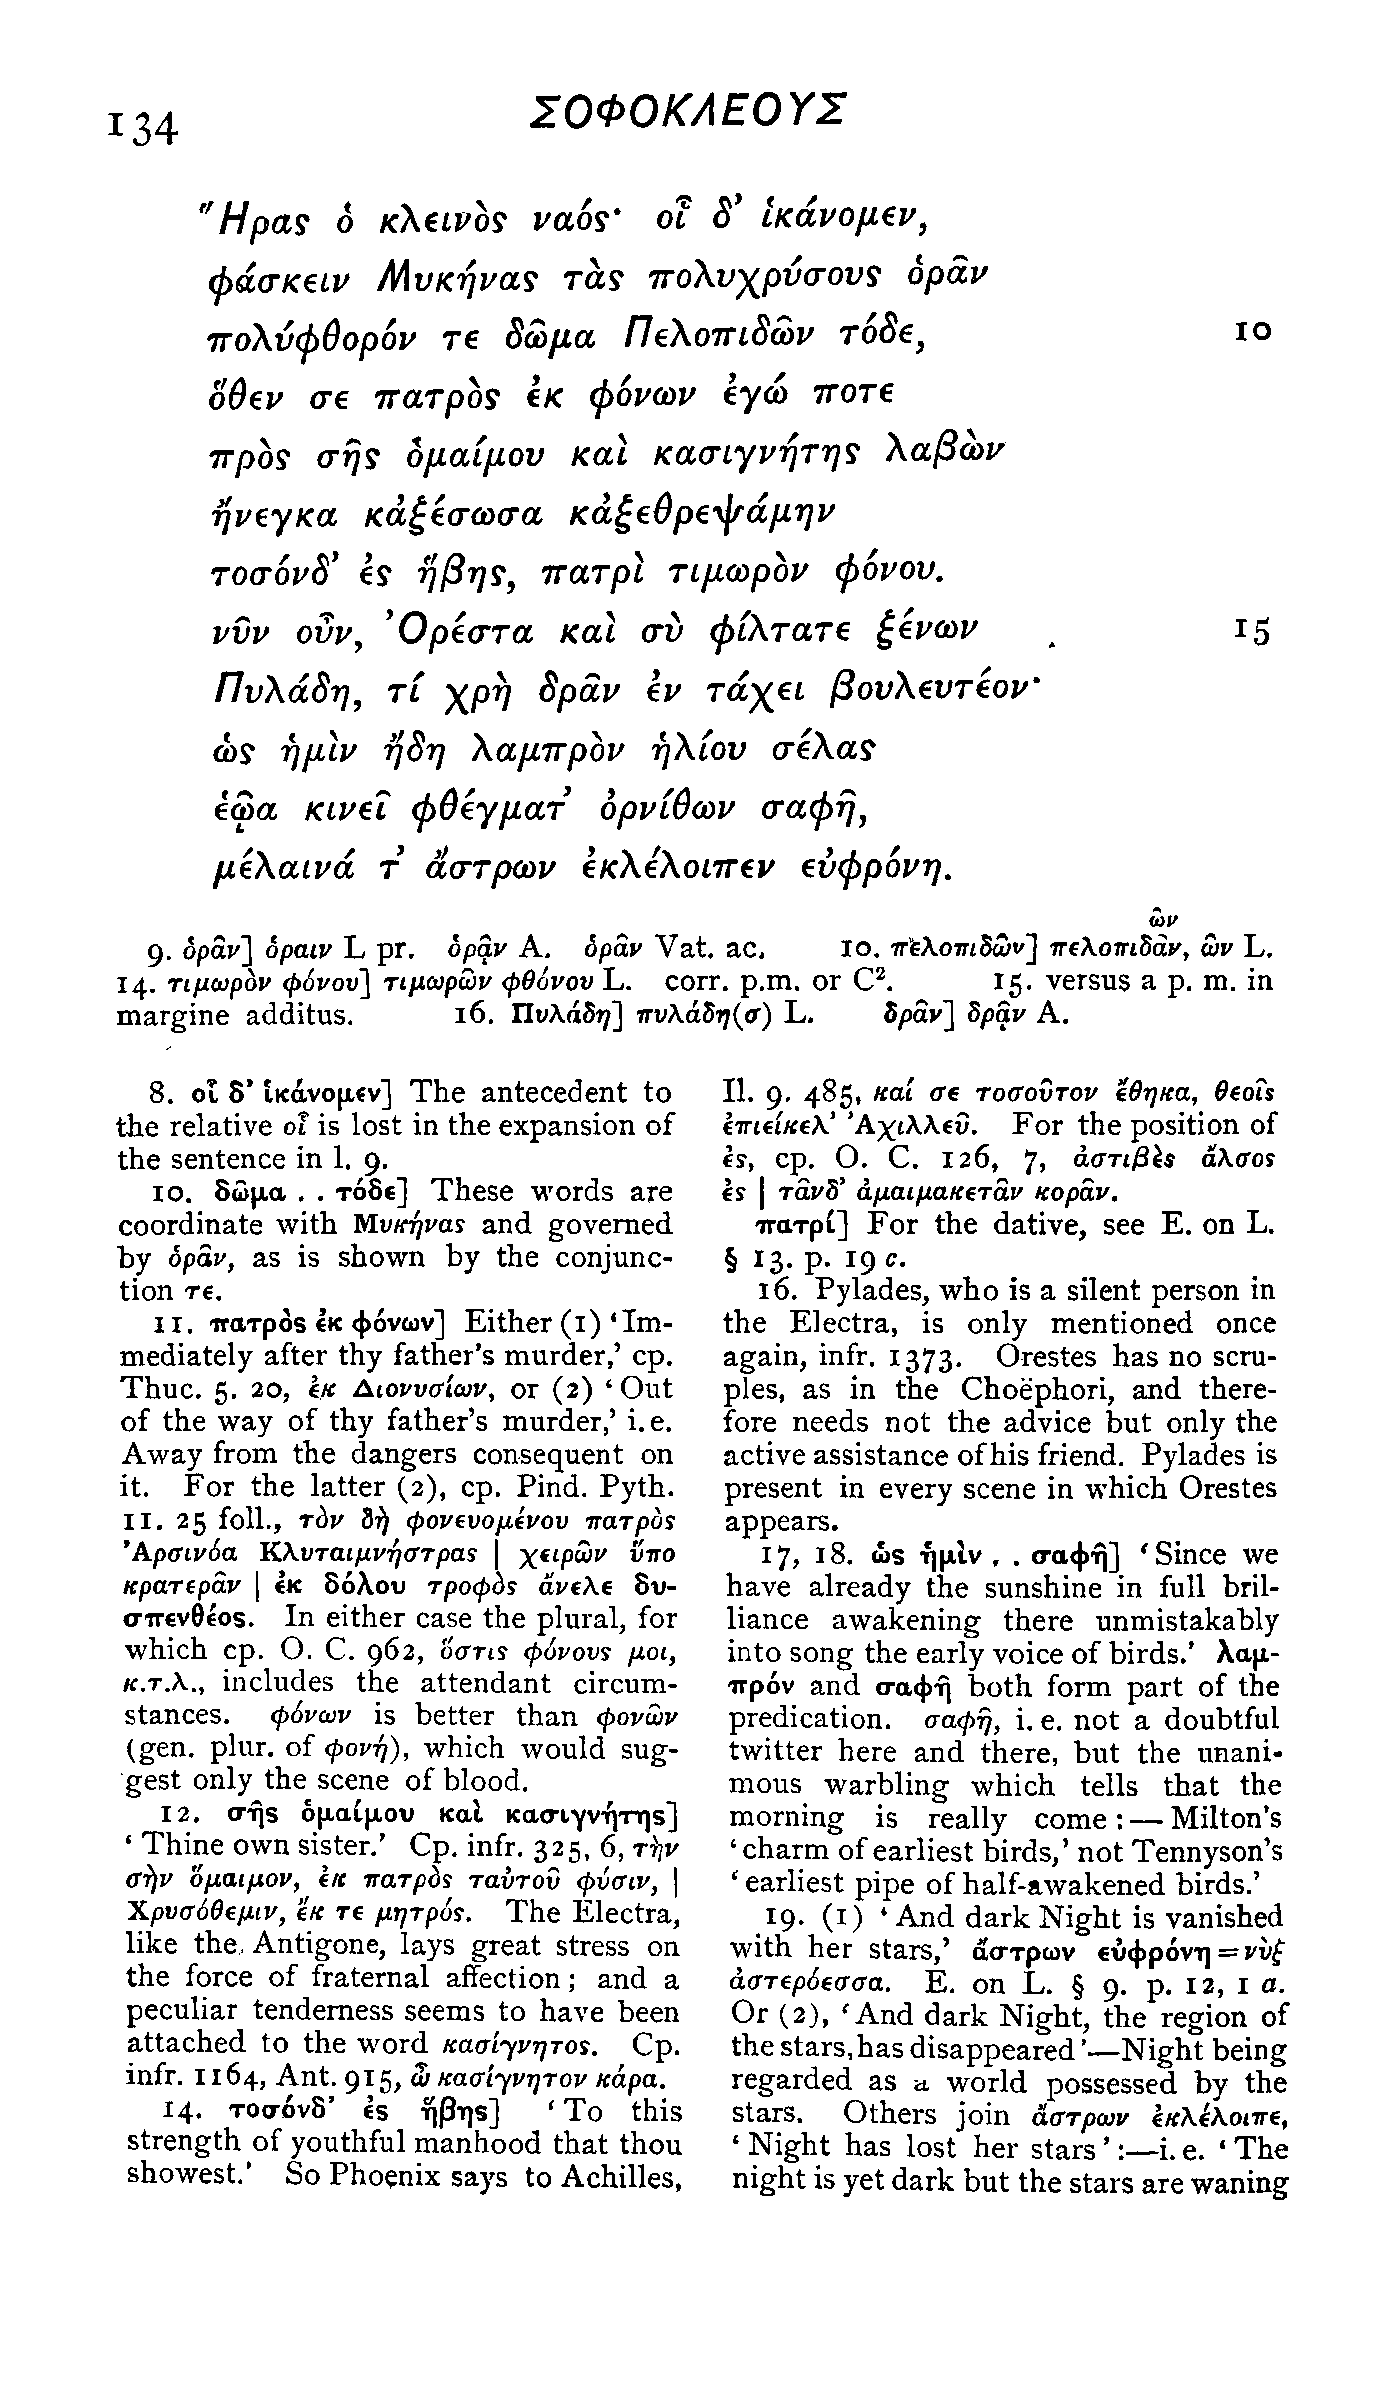 134
ΣΟΦΟΚΛΕΟΥΣ
Ἥρας ὁ κλεινὸς ναός· οἷ δ’ ἱκάνομεν,
φάσκειν Μυκήνας τὰς πολυχρύσους ὁρᾶν
πολύφθορόν τε δῶμα Πελοπιδῶν τόδε, 10
ὅθεν σε πατρὸς ἐκ φόνων ἐγώ ποτε
πρὸς σῆς ὁμαίμου καὶ κασιγνήτης λαβὼν
ἤνεγκα κἀξέσωσα κἀξεθρεψάμην
τοσόνδ’ ἐς ἥβης, πατρὶ τιμωρὸν φόνου.
νῦν οὖν, Ὀρέστα καὶ σὺ φίλτατε ξένων 15
Πυλάδη, τί χρὴ δρᾶν ἐν τάχει βουλευτέον·
ὡς ἡμὶν ἤδη λαμπρὸν ἡλίου σέλας
ἑῷα κινεῖ φθέγματ’ ὀρνίθων σαφῆ,
μέλαινά τ’ ἄστρων ἐκλέλοιπεν εὐφρόνη.
ῶν
9. ὁρᾶν] ὁραιν L pr. ὁρᾷν A. ὁρᾶν Vat. ac. 10. πελοπιδῶν] πελοπιδᾶν, ῶν L.
14. τιμωρὸν φόνου] τιμωρῶν φθόνου L. corr. p.m. or C². 15. versus a p. m. in
margine additus. 16. Πυλάδη] πυλάδη(σ) L. δρᾶν] δρᾷν A.
8. οἷ δ’ ἱκάνομεν] The antecedent to
the relative οἷ is lost in the expansion of
the sentence in l. 9.
10. δῶμα . . τόδε] These words are
coordinate with Μυκήνας and governed
by ὁρᾶν, as is shown by the conjunc-
tion τε.
11. πατρὸς ἐκ φόνων] Either (1) ‘Im-
mediately after thy father’s murder,’ cp.
Thuc. 5. 20, ἐκ Διονυσίων, or (2) ‘Out
of the way of thy father’s murder,’ i.e.
Away from the dangers consequent on
it. For the latter (2), cp. Pind. Pyth.
11. 25 foll., τὸν δὴ φονευομένου πατρὸς
Ἀρσινόα Κλυταιμνήστρας | χειρῶν ὕπο
κρατερᾶν | ἐκ δόλου τροφὸς ἄνελε δυ-
σπενθέος. In either case the plural, for
which cp. O. C. 962, ὅστις φόνους μοι,
κ.τ.λ., includes the attendant circum-
stances. φόνων is better than φονῶν
(gen. plur. of φονή), which would sug-
gest only the scene of blood.
12. σῆς ὁμαίμου καὶ κασιγνήτης]
‘Thine own sister.’ Cp. infr. 325, 6, τὴν
σὴν ὅμαιμον, ἐκ πατρὸς ταὐτοῦ φύσιν, |
Χρυσόθεμιν, ἔκ τε μητρός. The Electra,
like the Antigone, lays great stress on
the force of fraternal affection; and a
peculiar tenderness seems to have been
attached to the word κασίγνητος. Cp.
infr. 1164, Ant. 915, ὦ κασίγνητον κάρα.
14. τοσόνδ’ ἐς ἥβης] ‘To this
strength of youthful manhood that thou
showest.’ So Phoenix says to Achilles,
Il. 9. 485, καί σε τοσοῦτον ἔθηκα, θεοῖς
ἐπιείκελ’ Ἀχιλλεῦ. For the position of
ἐς, cp. O. C. 126, 7, ἀστιβὲς ἄλσος
ἐς | τᾶνδ’ ἀμαιμακετᾶν κορᾶν.
πατρί] For the dative, see E. on L.
§ 13. p. 19 c.
16. Pylades, who is a silent person in
the Electra, is only mentioned once
again, infr. 1373. Orestes has no scru-
ples, as in the Choëphori, and there-
fore needs not the advice but only the
active assistance of his friend. Pylades is
present in every scene in which Orestes
appears.
17, 18. ὡς ἡμὶν . . σαφῆ] ‘Since we
have already the sunshine in full bril-
liance awakening there unmistakably
into song the early voice of birds.’ λαμ-
πρόν and σαφῆ both form part of the
predication. σαφῆ, i. e. not a doubtful
twitter here and there, but the unani-
mous warbling which tells that the
morning is really come :—Milton’s
‘charm of earliest birds,’ not Tennyson’s
‘earliest pipe of half-awakened birds.’
19. (1) ‘And dark Night is vanished
with her stars,’ ἄστρων εὐφρόνη = νὺξ
ἀστερόεσσα. E. on L. § 9. p. 12, 1 a.
Or (2), ‘And dark Night, the region of
the stars, has disappeared’—Night being
regarded as a world possessed by the
stars. Others join ἄστρων ἐκλέλοιπε,
‘Night has lost her stars’ :—i. e. ‘The
night is yet dark but the stars are waning